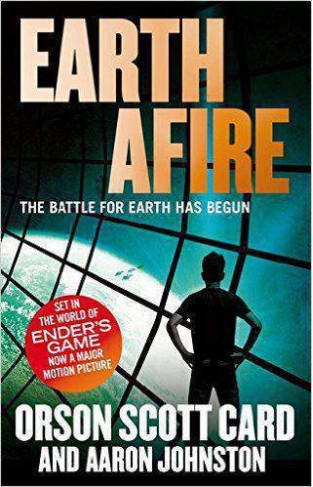 EARTH
AFIRE
THE BATTLE FOR EARTH HAS BEGUN
SET IN
THE WORLD OF
ENDER'S
GAME
NOW A MAJOR
MOTION PICTURE
ORSON SCOTT CARD
AND AARON JOHNSTON